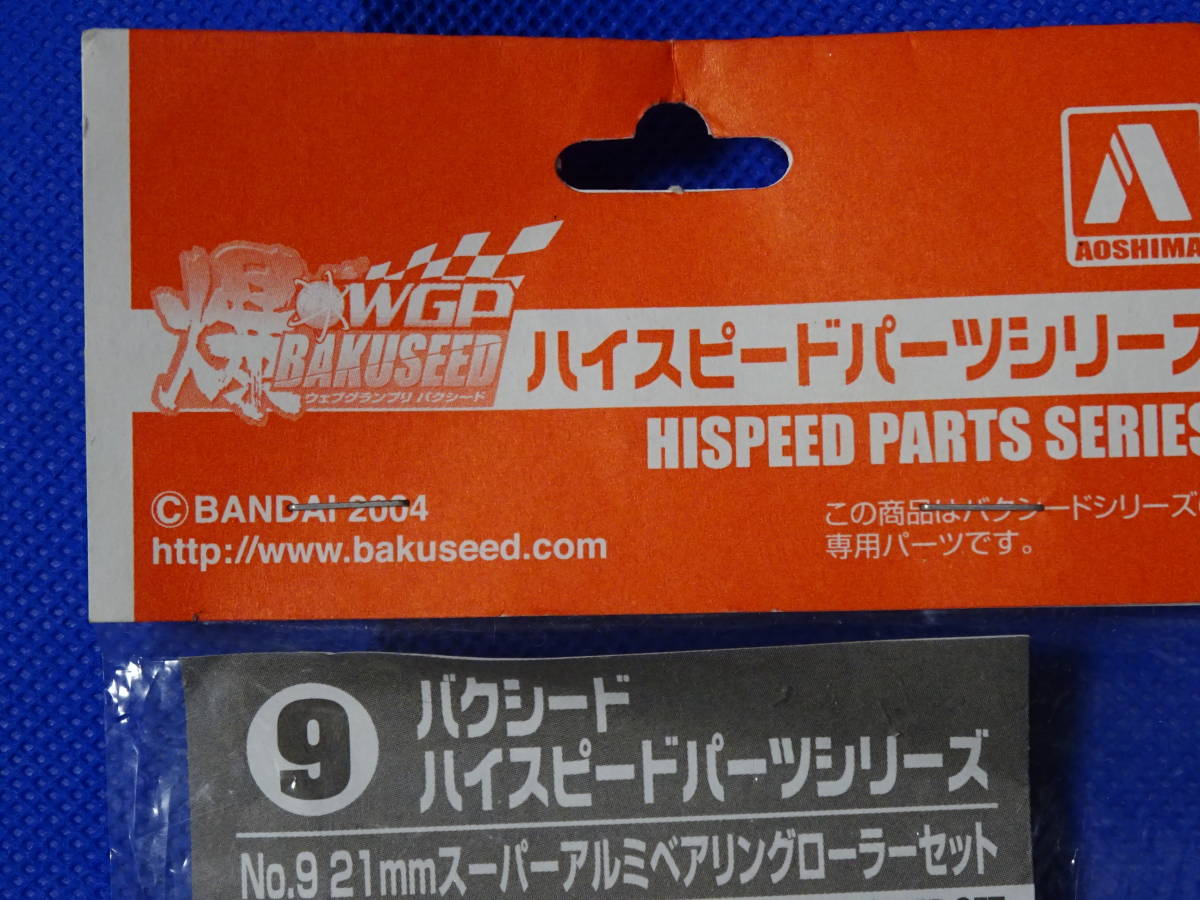 AOSHIMA
爆
WGP
BAKUSEED
ウェブグランプリ バクシード
ハイスピードパーツシリーズ
HISPEED PARTS SERIES
©BANDAI 2004
http://www.bakuseed.com
この商品はバクシードシリーズ
専用パーツです。
9
バクシード
ハイスピードパーツシリーズ
No.9 21mmスーパーアルミベアリングローラーセット